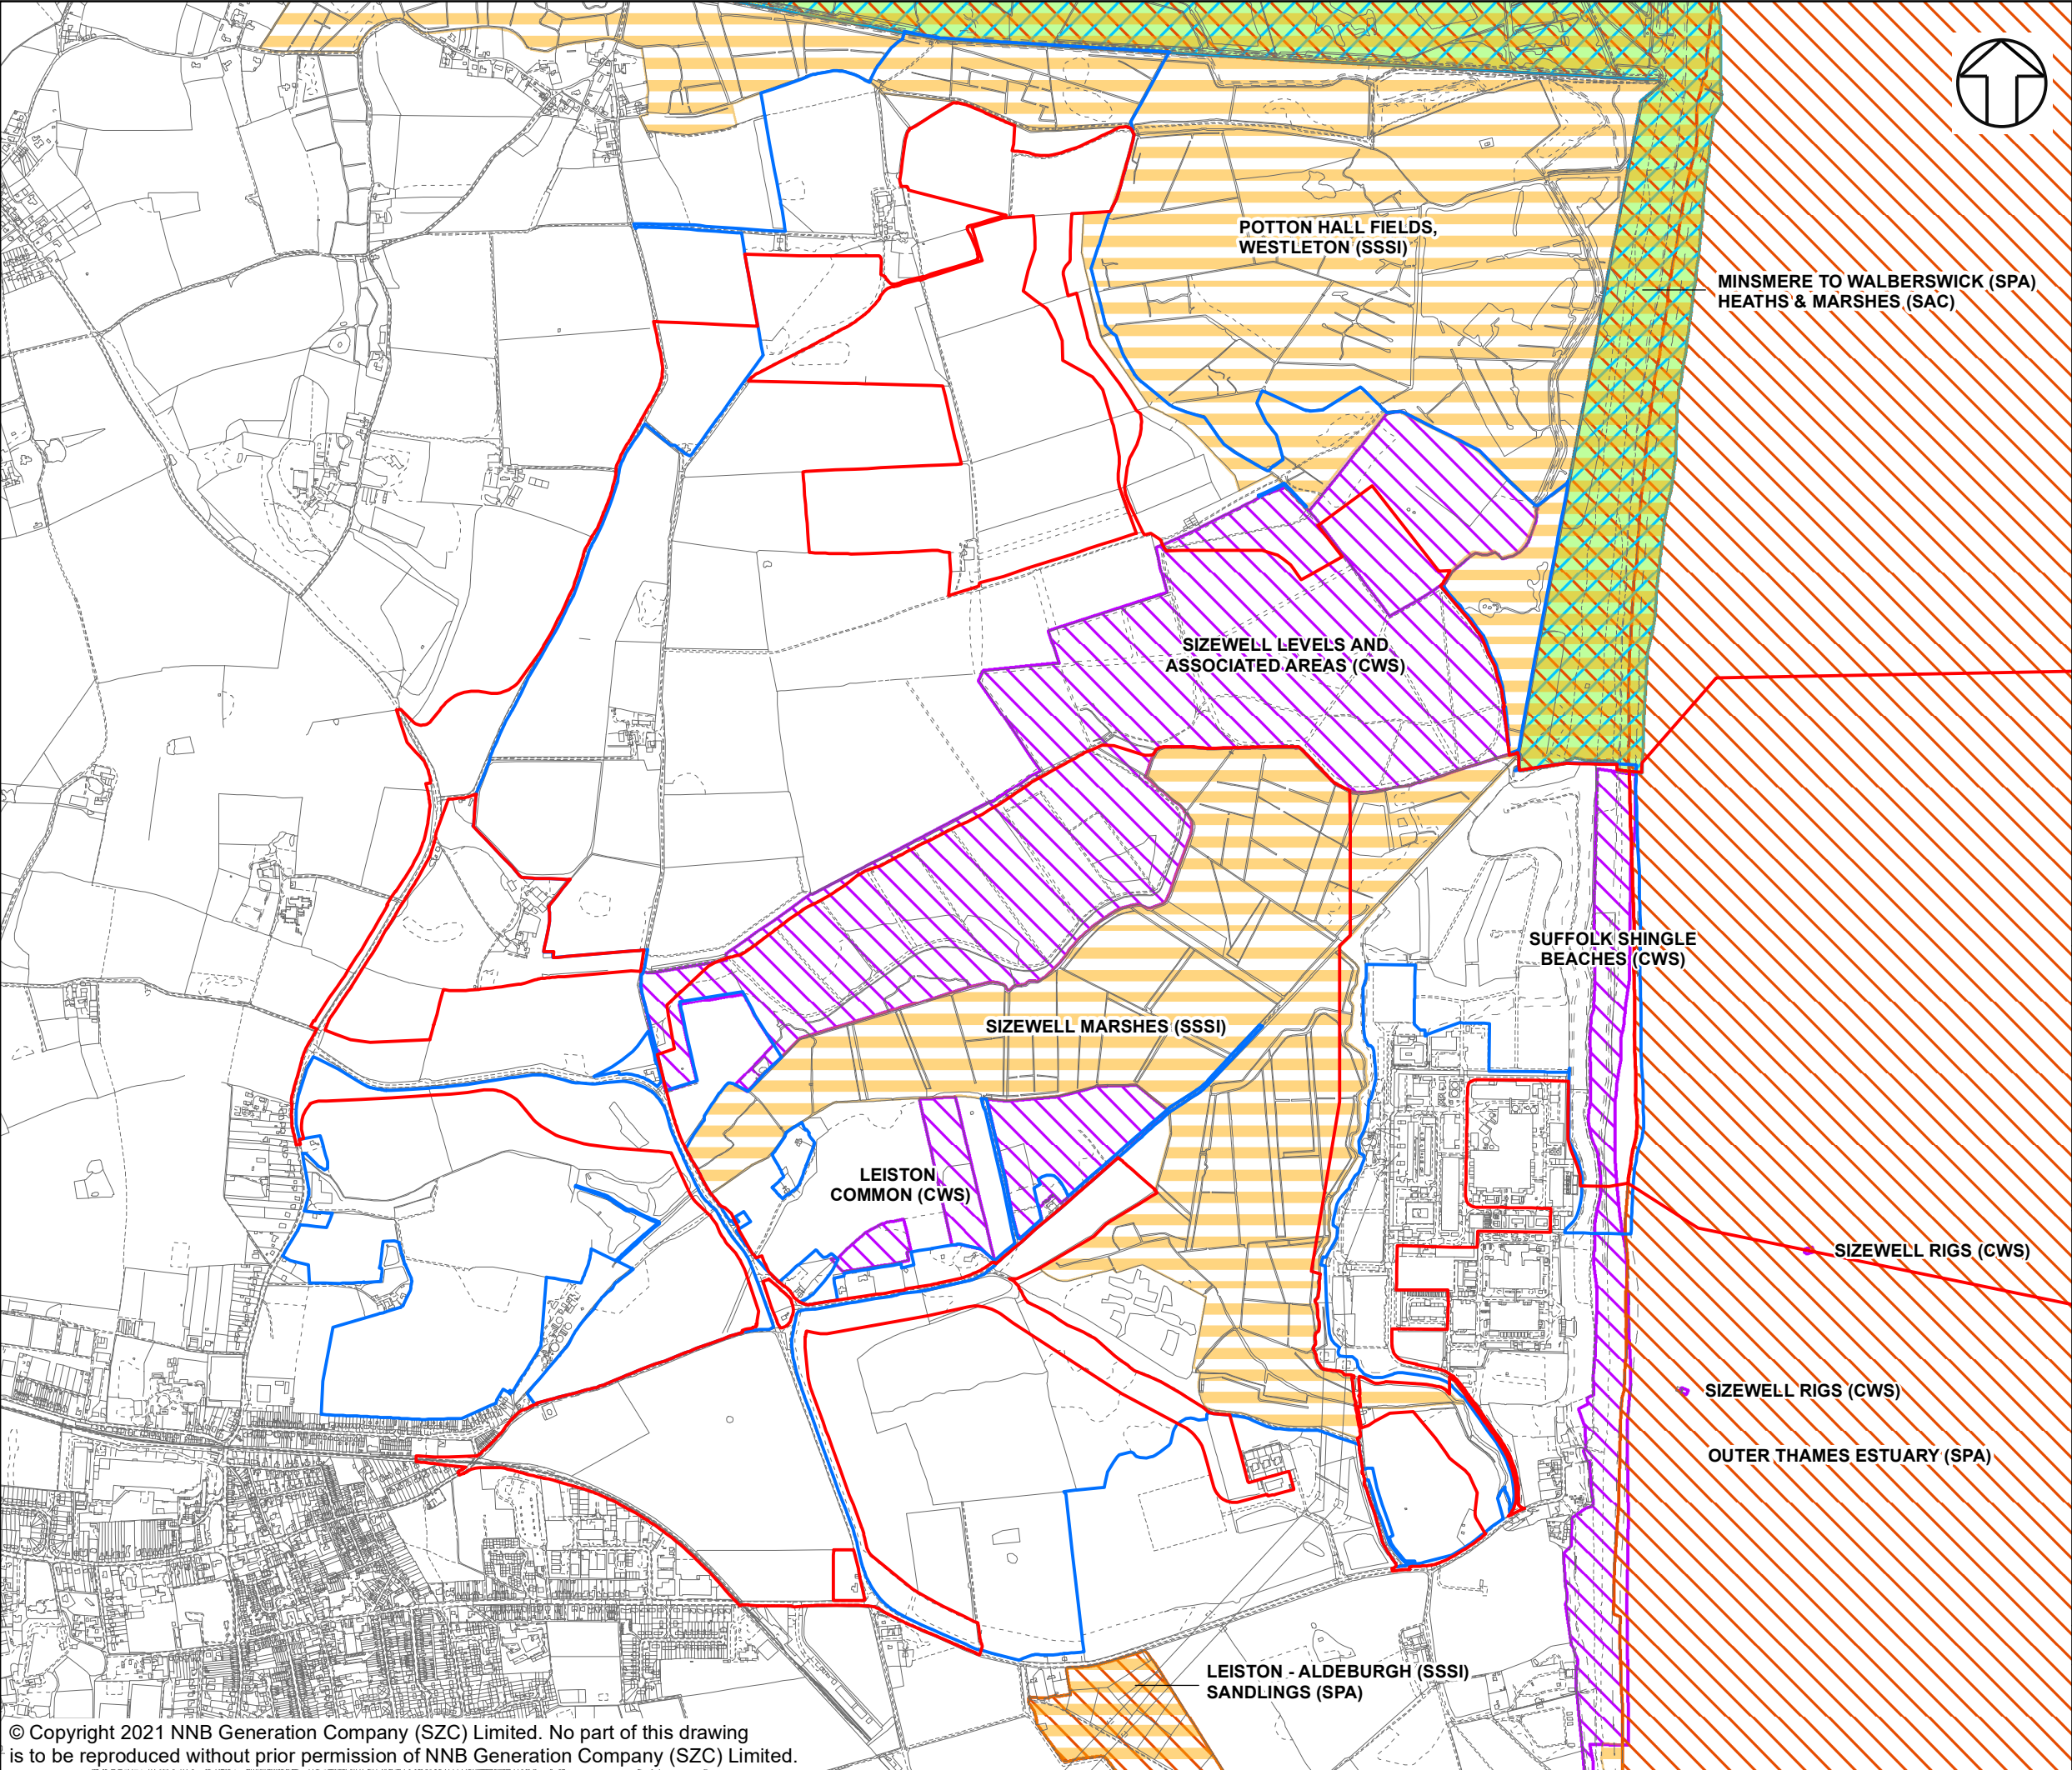 POTTON HALL FIELDS,
WESTLETON (SSSI)
MINSMERE TO WALBERSWICK (SPA)
HEATHS & MARSHES (SAC)
SIZEWELL LEVELS AND
ASSOCIATED AREAS (CWS)
SUFFOLK SHINGLE
BEACHES (CWS)
SIZEWELL MARSHES (SSSI)
LEISTON
COMMON (CWS)
SIZEWELL RIGS (CWS)
SIZEWELL RIGS (CWS)
OUTER THAMES ESTUARY (SPA)
LEISTON - ALDEBURGH (SSSI)
SANDLINGS (SPA)
© Copyright 2021 NNB Generation Company (SZC) Limited. No part of this drawing
is to be reproduced without prior permission of NNB Generation Company (SZC) Limited.